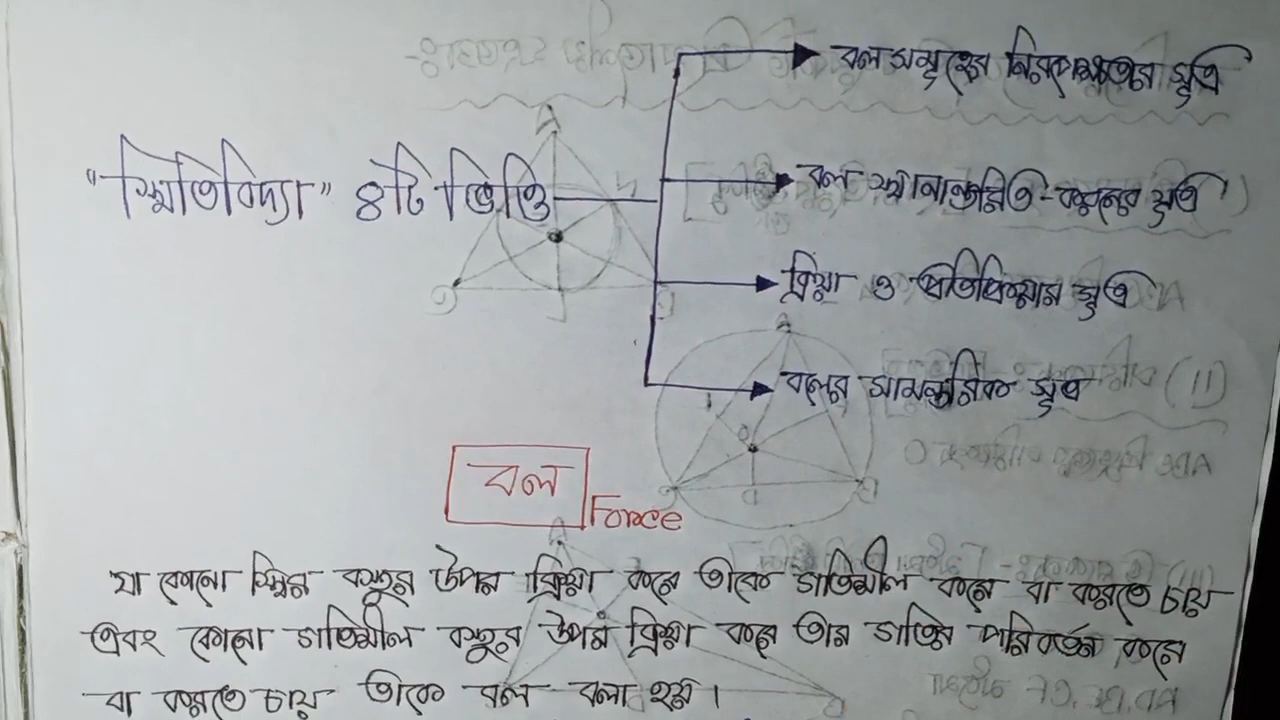 বল সমূহের নিরপেক্ষতার সূত্র
"স্থিতিবিদ্যা" ৪টি ভিত্তি
বল স্থানান্তরিত-করনের সূত্র
ক্রিয়া ও প্রতিক্রিয়ার সূত্র
বলের সামন্তরিক সূত্র
বল
Force
যা কোনো স্থির বস্তুর উপর ক্রিয়া করে তাকে গতিশীল করে বা করতে চায়
এবং কোনো গতিশীল বস্তুর উপর ক্রিয়া করে তার গতির পরিবর্তন করে
বা করতে চায় তাকে বল বলা হয়।